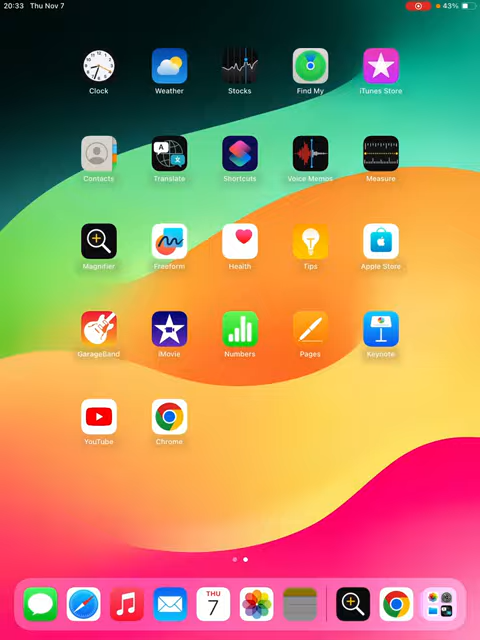 20:33 Thu Nov 7 43%
Clock Weather Stocks Find My iTunes Store
Contacts Translate Shortcuts Voice Memos Measure
Magnifier Freeform Health Tips Apple Store
GarageBand iMovie Numbers Pages Keynote
YouTube Chrome
THU
7